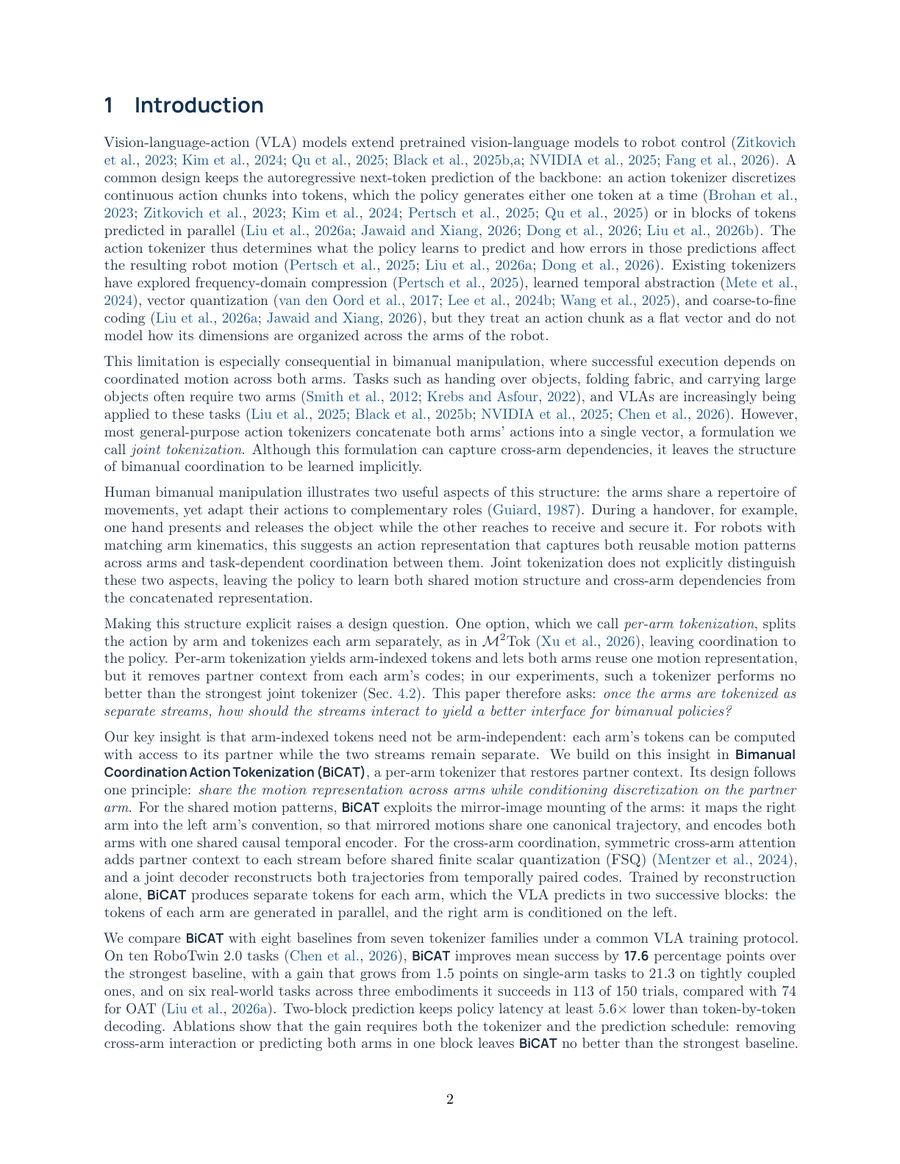 1 Introduction
Vision-language-action (VLA) models extend pretrained vision-language models to robot control (Zitkovich
et al., 2023; Kim et al., 2024; Qu et al., 2025; Black et al., 2025b,a; NVIDIA et al., 2025; Fang et al., 2026). A
common design keeps the autoregressive next-token prediction of the backbone: an action tokenizer discretizes
continuous action chunks into tokens, which the policy generates either one token at a time (Brohan et al.,
2023; Zitkovich et al., 2023; Kim et al., 2024; Pertsch et al., 2025; Qu et al., 2025) or in blocks of tokens
predicted in parallel (Liu et al., 2026a; Jawaid and Xiang, 2026; Dong et al., 2026; Liu et al., 2026b). The
action tokenizer thus determines what the policy learns to predict and how errors in those predictions affect
the resulting robot motion (Pertsch et al., 2025; Liu et al., 2026a; Dong et al., 2026). Existing tokenizers
have explored frequency-domain compression (Pertsch et al., 2025), learned temporal abstraction (Mete et al.,
2024), vector quantization (van den Oord et al., 2017; Lee et al., 2024b; Wang et al., 2025), and coarse-to-fine
coding (Liu et al., 2026a; Jawaid and Xiang, 2026), but they treat an action chunk as a flat vector and do not
model how its dimensions are organized across the arms of the robot.
This limitation is especially consequential in bimanual manipulation, where successful execution depends on
coordinated motion across both arms. Tasks such as handing over objects, folding fabric, and carrying large
objects often require two arms (Smith et al., 2012; Krebs and Asfour, 2022), and VLAs are increasingly being
applied to these tasks (Liu et al., 2025; Black et al., 2025b; NVIDIA et al., 2025; Chen et al., 2026). However,
most general-purpose action tokenizers concatenate both arms' actions into a single vector, a formulation we
call joint tokenization. Although this formulation can capture cross-arm dependencies, it leaves the structure
of bimanual coordination to be learned implicitly.
Human bimanual manipulation illustrates two useful aspects of this structure: the arms share a repertoire of
movements, yet adapt their actions to complementary roles (Guiard, 1987). During a handover, for example,
one hand presents and releases the object while the other reaches to receive and secure it. For robots with
matching arm kinematics, this suggests an action representation that captures both reusable motion patterns
across arms and task-dependent coordination between them. Joint tokenization does not explicitly distinguish
these two aspects, leaving the policy to learn both shared motion structure and cross-arm dependencies from
the concatenated representation.
Making this structure explicit raises a design question. One option, which we call per-arm tokenization, splits
the action by arm and tokenizes each arm separately, as in ℳ²Tok (Xu et al., 2026), leaving coordination to
the policy. Per-arm tokenization yields arm-indexed tokens and lets both arms reuse one motion representation,
but it removes partner context from each arm's codes; in our experiments, such a tokenizer performs no
better than the strongest joint tokenizer (Sec. 4.2). This paper therefore asks: once the arms are tokenized as
separate streams, how should the streams interact to yield a better interface for bimanual policies?
Our key insight is that arm-indexed tokens need not be arm-independent: each arm's tokens can be computed
with access to its partner while the two streams remain separate. We build on this insight in Bimanual
Coordination Action Tokenization (BiCAT), a per-arm tokenizer that restores partner context. Its design follows
one principle: share the motion representation across arms while conditioning discretization on the partner
arm. For the shared motion patterns, BiCAT exploits the mirror-image mounting of the arms: it maps the right
arm into the left arm's convention, so that mirrored motions share one canonical trajectory, and encodes both
arms with one shared causal temporal encoder. For the cross-arm coordination, symmetric cross-arm attention
adds partner context to each stream before shared finite scalar quantization (FSQ) (Mentzer et al., 2024),
and a joint decoder reconstructs both trajectories from temporally paired codes. Trained by reconstruction
alone, BiCAT produces separate tokens for each arm, which the VLA predicts in two successive blocks: the
tokens of each arm are generated in parallel, and the right arm is conditioned on the left.
We compare BiCAT with eight baselines from seven tokenizer families under a common VLA training protocol.
On ten RoboTwin 2.0 tasks (Chen et al., 2026), BiCAT improves mean success by 17.6 percentage points over
the strongest baseline, with a gain that grows from 1.5 points on single-arm tasks to 21.3 on tightly coupled
ones, and on six real-world tasks across three embodiments it succeeds in 113 of 150 trials, compared with 74
for OAT (Liu et al., 2026a). Two-block prediction keeps policy latency at least 5.6× lower than token-by-token
decoding. Ablations show that the gain requires both the tokenizer and the prediction schedule: removing
cross-arm interaction or predicting both arms in one block leaves BiCAT no better than the strongest baseline.
2